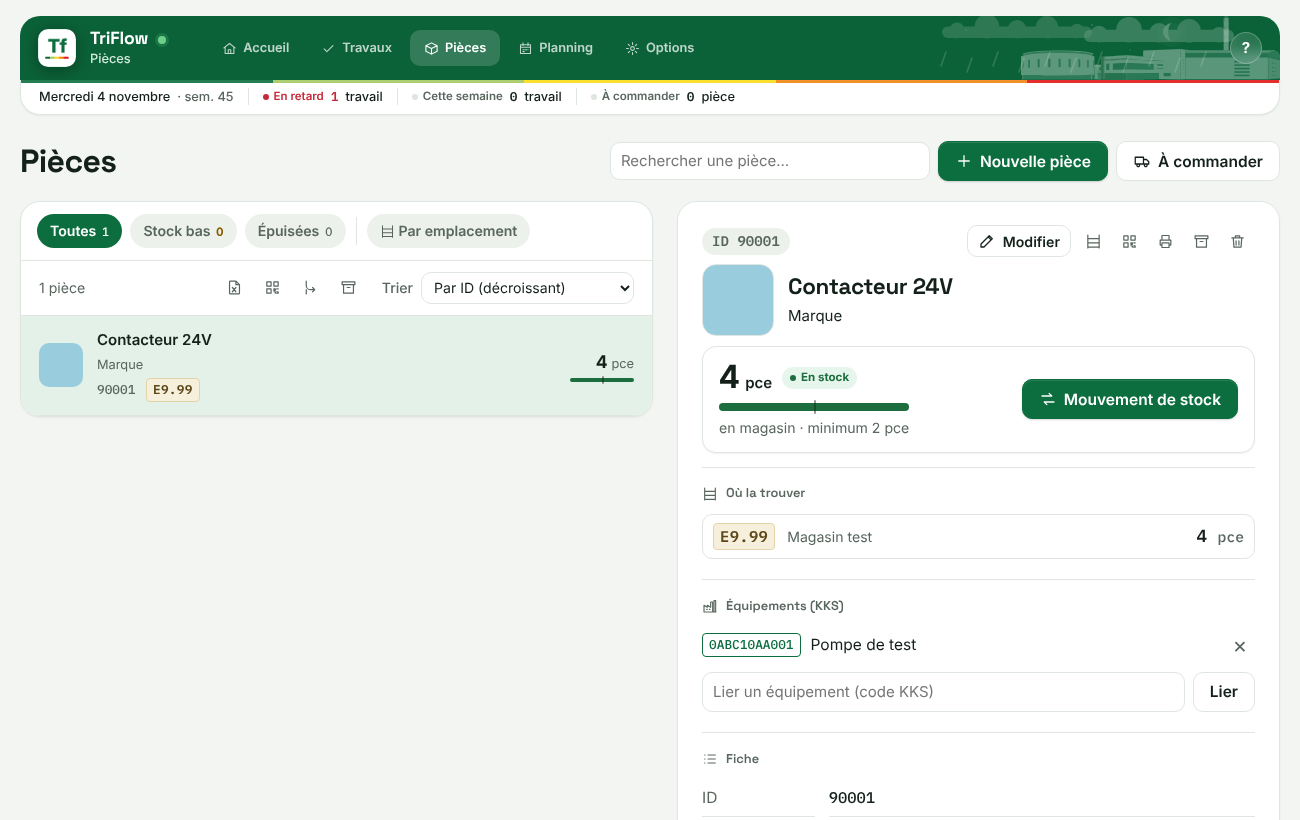 Tf
TriFlow
Pièces
Accueil
Travaux
Pièces
Planning
Options
?
Mercredi 4 novembre · sem. 45
En retard 1 travail
Cette semaine 0 travail
À commander 0 pièce
Pièces
Rechercher une pièce...
Nouvelle pièce
À commander
Toutes 1
Stock bas 0
Épuisées 0
Par emplacement
1 pièce
Trier
Par ID (décroissant)
Contacteur 24V
Marque
90001 E9.99
4 pce
ID 90001
Modifier
Contacteur 24V
Marque
4 pce
En stock
en magasin · minimum 2 pce
Mouvement de stock
Où la trouver
E9.99 Magasin test 4 pce
Équipements (KKS)
0ABC10AA001 Pompe de test
Lier un équipement (code KKS)
Lier
Fiche
ID 90001